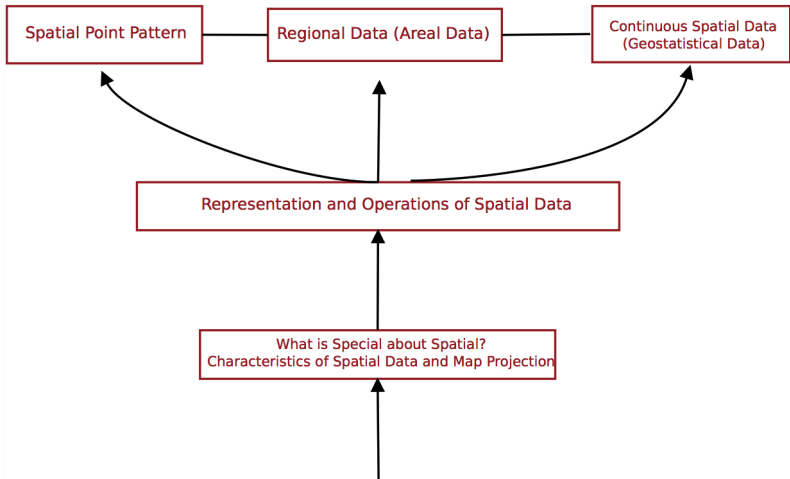 Spatial Point Pattern
Regional Data (Areal Data)
Continuous Spatial Data
(Geostatistical Data)
Representation and Operations of Spatial Data
What is Special about Spatial?
Characteristics of Spatial Data and Map Projection